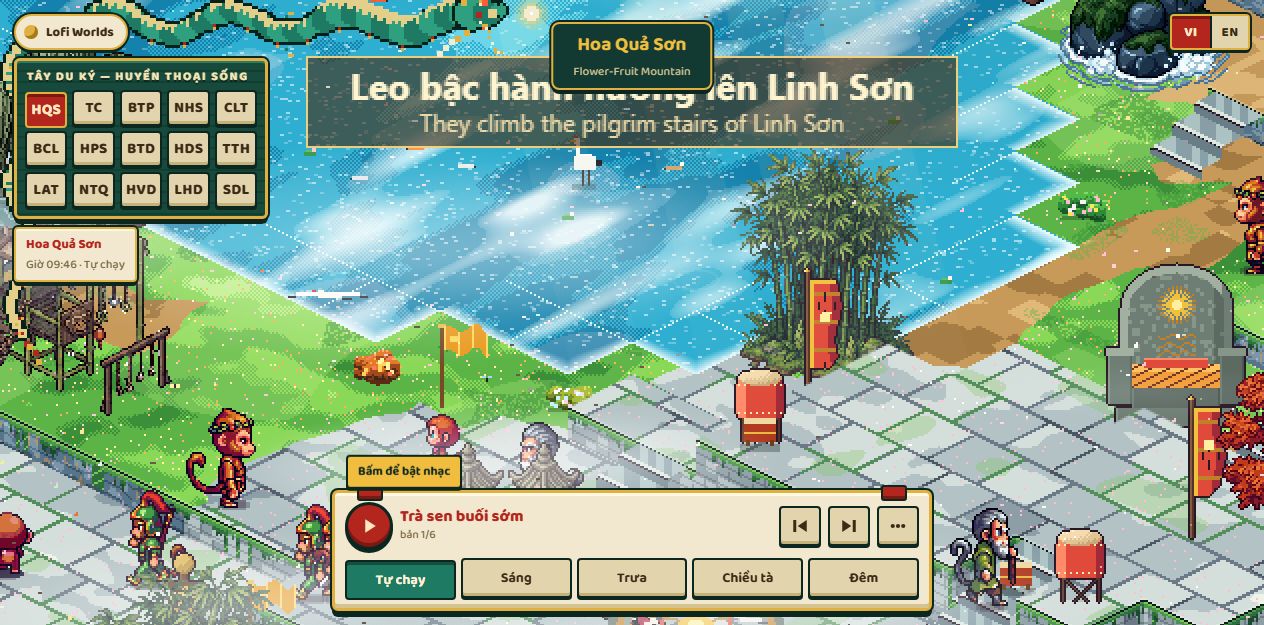 Lofi Worlds
TÂY DU KÝ — HUYỀN THOẠI SỐNG
HQS TC BTP NHS CLT
BCL HPS BTD HDS TTH
LAT NTQ HVD LHD SDL
Hoa Quả Sơn
Giờ 09:46 · Tự chạy
Hoa Quả Sơn
Flower-Fruit Mountain
Leo bậc hành hương lên Linh Sơn
They climb the pilgrim stairs of Linh Sơn
VI EN
Bấm để bật nhạc
Trà sen buổi sớm
bản 1/6
Tự chạy Sáng Trưa Chiều tà Đêm